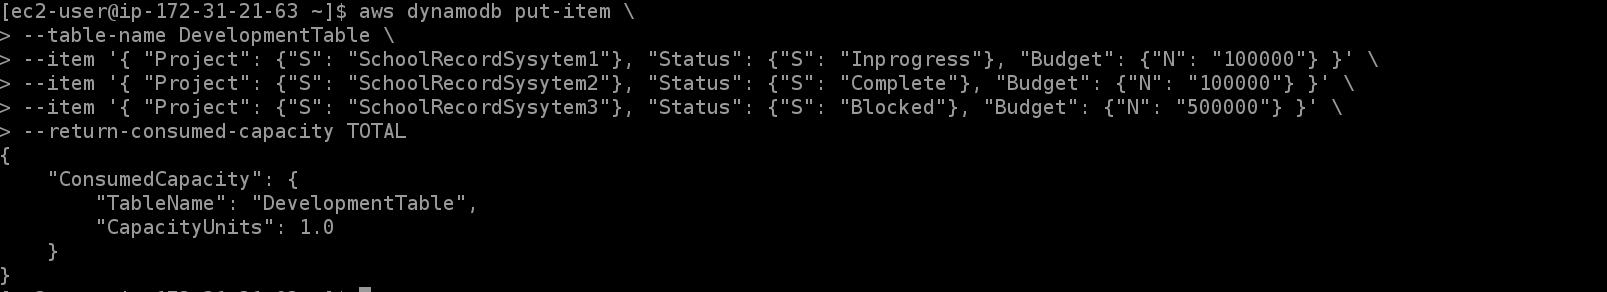 [ec2-user@ip-172-31-21-63 ~]$ aws dynamodb put-item \
> --table-name DevelopmentTable \
> --item '{ "Project": {"S": "SchoolRecordSysytem1"}, "Status": {"S": "Inprogress"}, "Budget": {"N": "100000"} }' \
> --item '{ "Project": {"S": "SchoolRecordSysytem2"}, "Status": {"S": "Complete"}, "Budget": {"N": "100000"} }' \
> --item '{ "Project": {"S": "SchoolRecordSysytem3"}, "Status": {"S": "Blocked"}, "Budget": {"N": "500000"} }' \
> --return-consumed-capacity TOTAL
{
    "ConsumedCapacity": {
        "TableName": "DevelopmentTable",
        "CapacityUnits": 1.0
    }
}